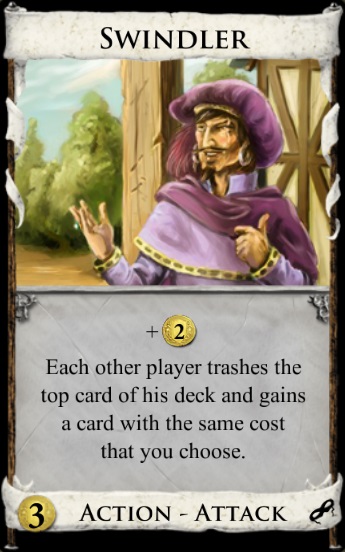 SWINDLER
+ 2
Each other player trashes the
top card of his deck and gains
a card with the same cost
that you choose.
3 ACTION - ATTACK